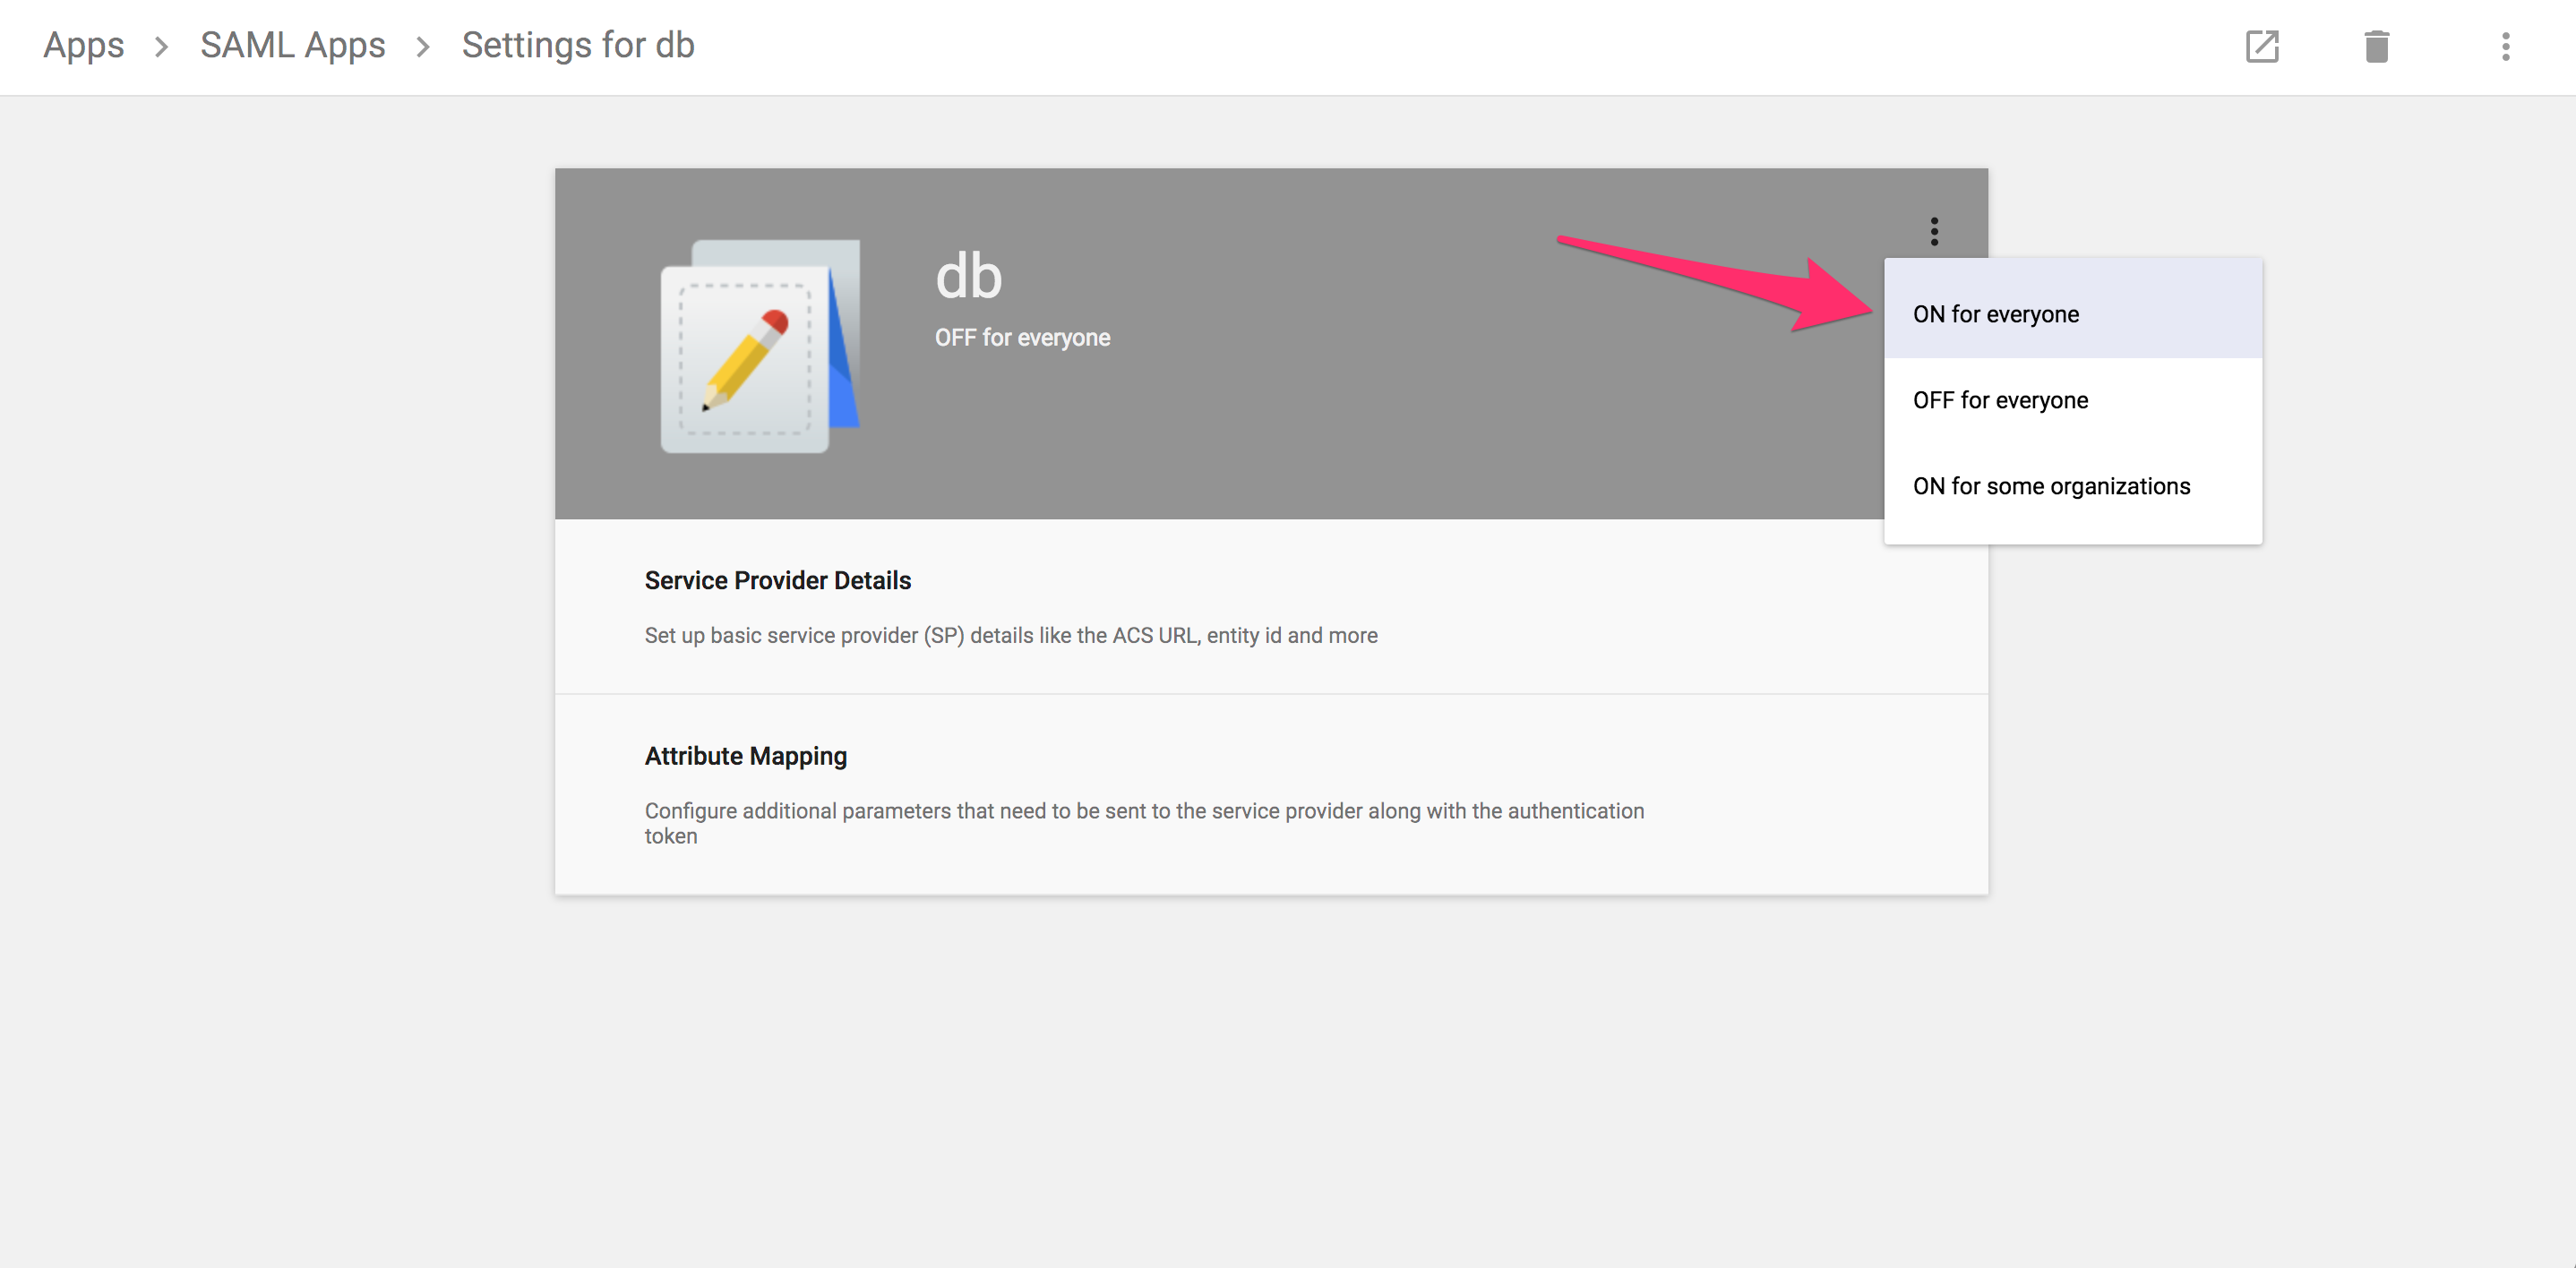 Apps > SAML Apps > Settings for db
db
OFF for everyone
ON for everyone
OFF for everyone
ON for some organizations
Service Provider Details
Set up basic service provider (SP) details like the ACS URL, entity id and more
Attribute Mapping
Configure additional parameters that need to be sent to the service provider along with the authentication
token